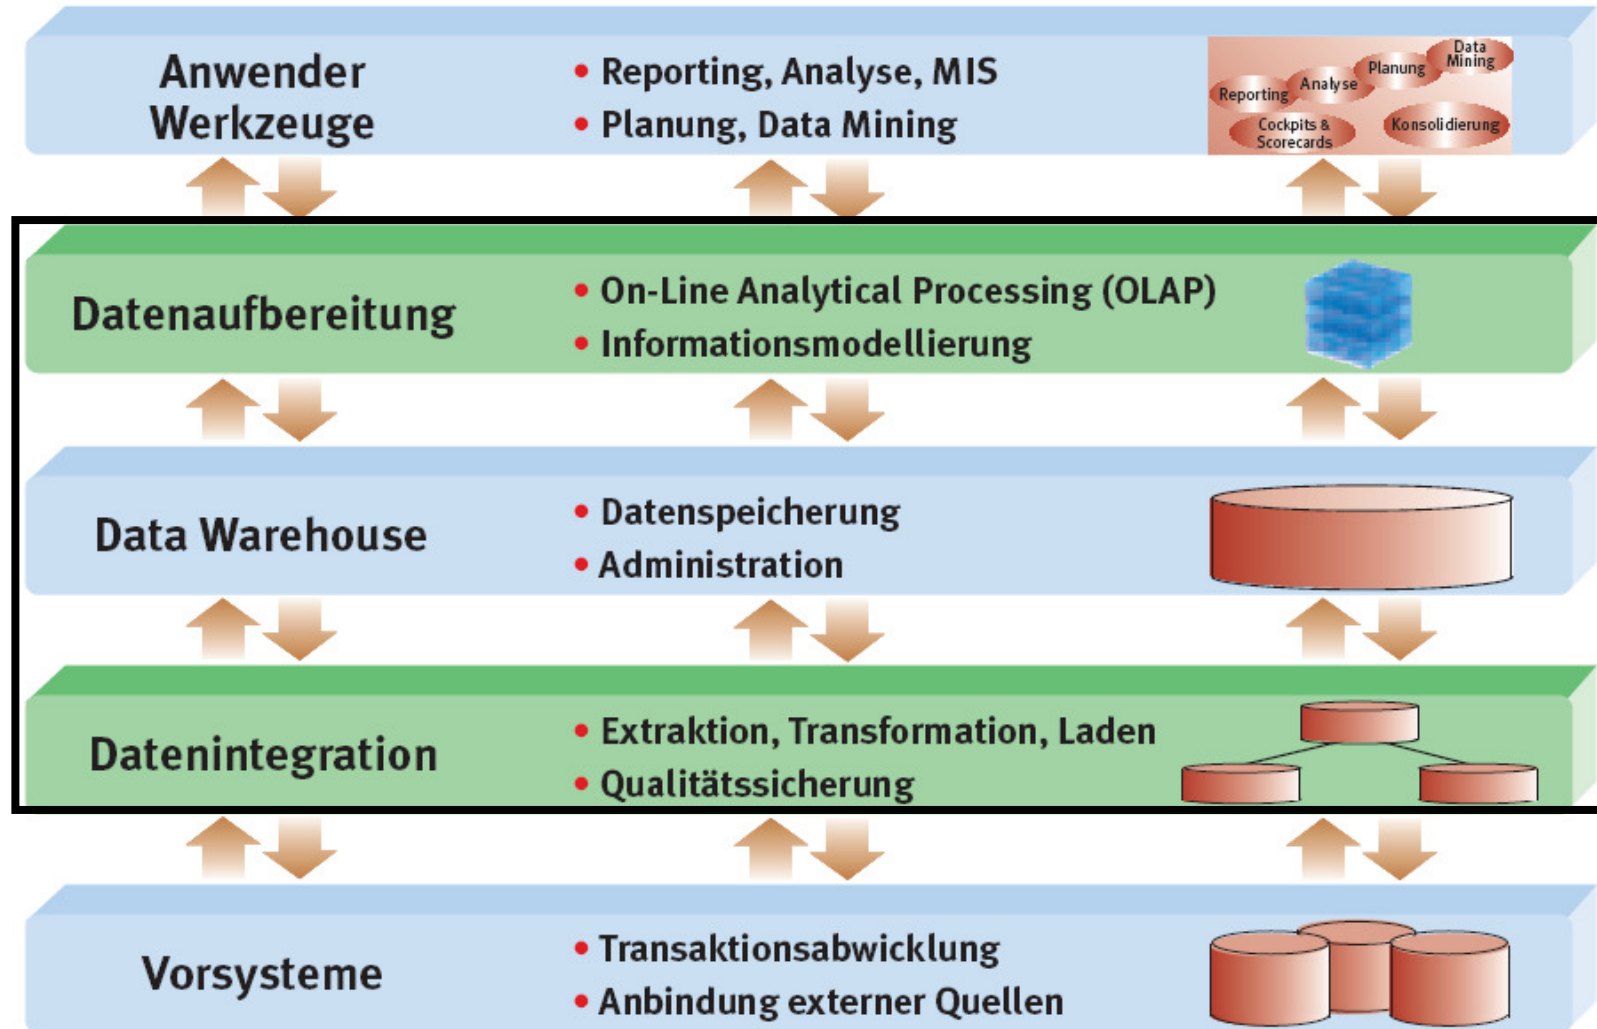 Anwender
Werkzeuge
• Reporting, Analyse, MIS
• Planung, Data Mining
Reporting
Analyse
Planung
Data
Mining
Cockpits &
Scorecards
Konsolidierung
Datenaufbereitung
• On-Line Analytical Processing (OLAP)
• Informationsmodellierung
Data Warehouse
• Datenspeicherung
• Administration
Datenintegration
• Extraktion, Transformation, Laden
• Qualitätssicherung
Vorsysteme
• Transaktionsabwicklung
• Anbindung externer Quellen